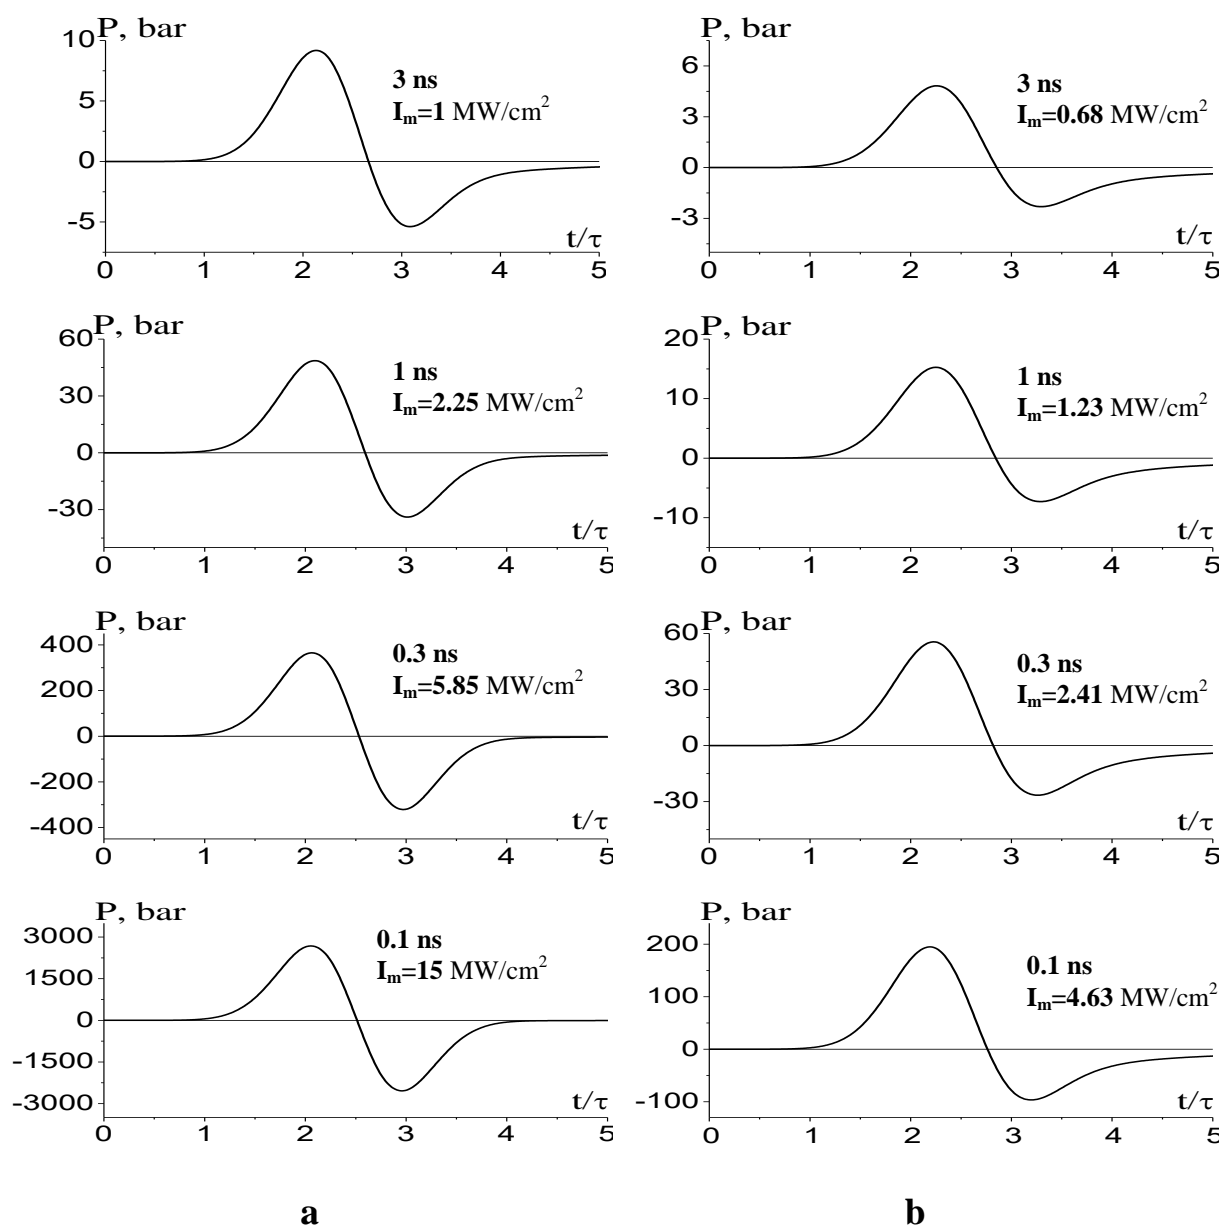 P, bar
10
5
0
-5
3 ns
I_m=1 MW/cm²
t/τ
0 1 2 3 4 5
P, bar
6
3
0
-3
3 ns
I_m=0.68 MW/cm²
0 1 2 3 4 5
P, bar
60
30
0
-30
1 ns
I_m=2.25 MW/cm²
t/τ
0 1 2 3 4 5
P, bar
20
10
0
-10
1 ns
I_m=1.23 MW/cm²
0 1 2 3 4 5
P, bar
400
200
0
-200
-400
0.3 ns
I_m=5.85 MW/cm²
t/τ
0 1 2 3 4 5
P, bar
60
30
0
-30
0.3 ns
I_m=2.41 MW/cm²
0 1 2 3 4 5
P, bar
3000
1500
0
-1500
-3000
0.1 ns
I_m=15 MW/cm²
t/τ
0 1 2 3 4 5
P, bar
200
100
0
-100
0.1 ns
I_m=4.63 MW/cm²
0 1 2 3 4 5
a
b